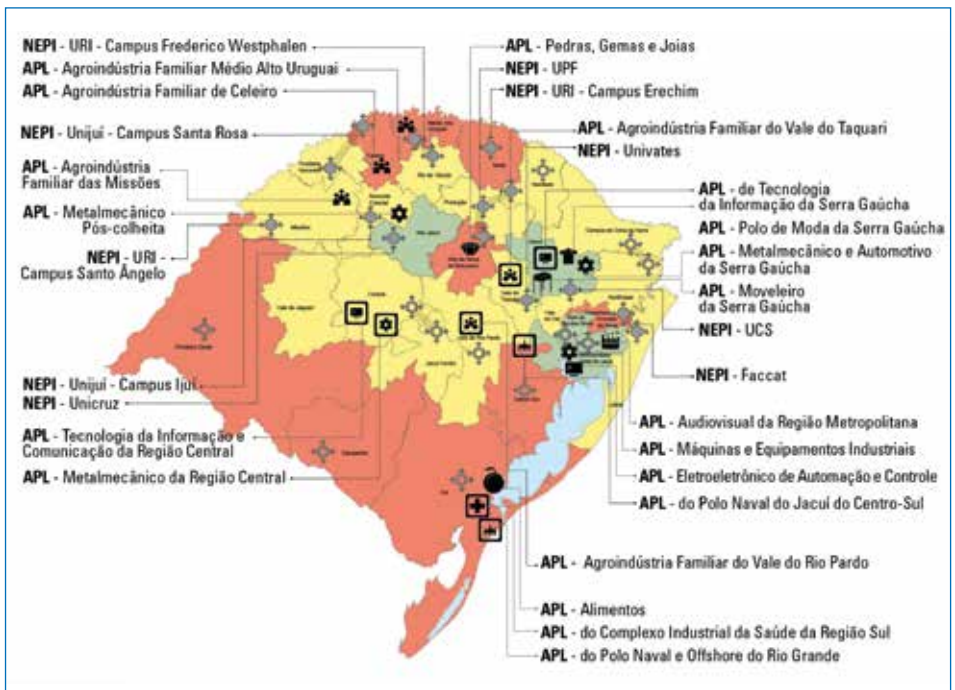 NEPI - URI - Campus Frederico Westphalen
APL - Agroindústria Familiar Médio Alto Uruguai
APL - Agroindústria Familiar de Celeiro
NEPI - Unijuí - Campus Santa Rosa
APL - Agroindústria
Familiar das Missões
APL - Metalmecânico
Pós-colheita
NEPI - URI -
Campus Santo Ângelo
NEPI - Unijuí - Campus Ijuí
NEPI - Unicruz
APL - Tecnologia da Informação e
Comunicação da Região Central
APL - Metalmecânico da Região Central
APL - Pedras, Gemas e Joias
NEPI - UPF
NEPI - URI - Campus Erechim
APL - Agroindústria Familiar do Vale do Taquari
NEPI - Univates
APL - de Tecnologia
da Informação da Serra Gaúcha
APL - Polo de Moda da Serra Gaúcha
APL - Metalmecânico e Automotivo
da Serra Gaúcha
APL - Moveleiro
da Serra Gaúcha
NEPI - UCS
NEPI - Faccat
APL - Audiovisual da Região Metropolitana
APL - Máquinas e Equipamentos Industriais
APL - Eletroeletrônico de Automação e Controle
APL - do Polo Naval do Jacuí do Centro-Sul
APL - Agroindústria Familiar do Vale do Rio Pardo
APL - Alimentos
APL - do Complexo Industrial da Saúde da Região Sul
APL - do Polo Naval e Offshore do Rio Grande